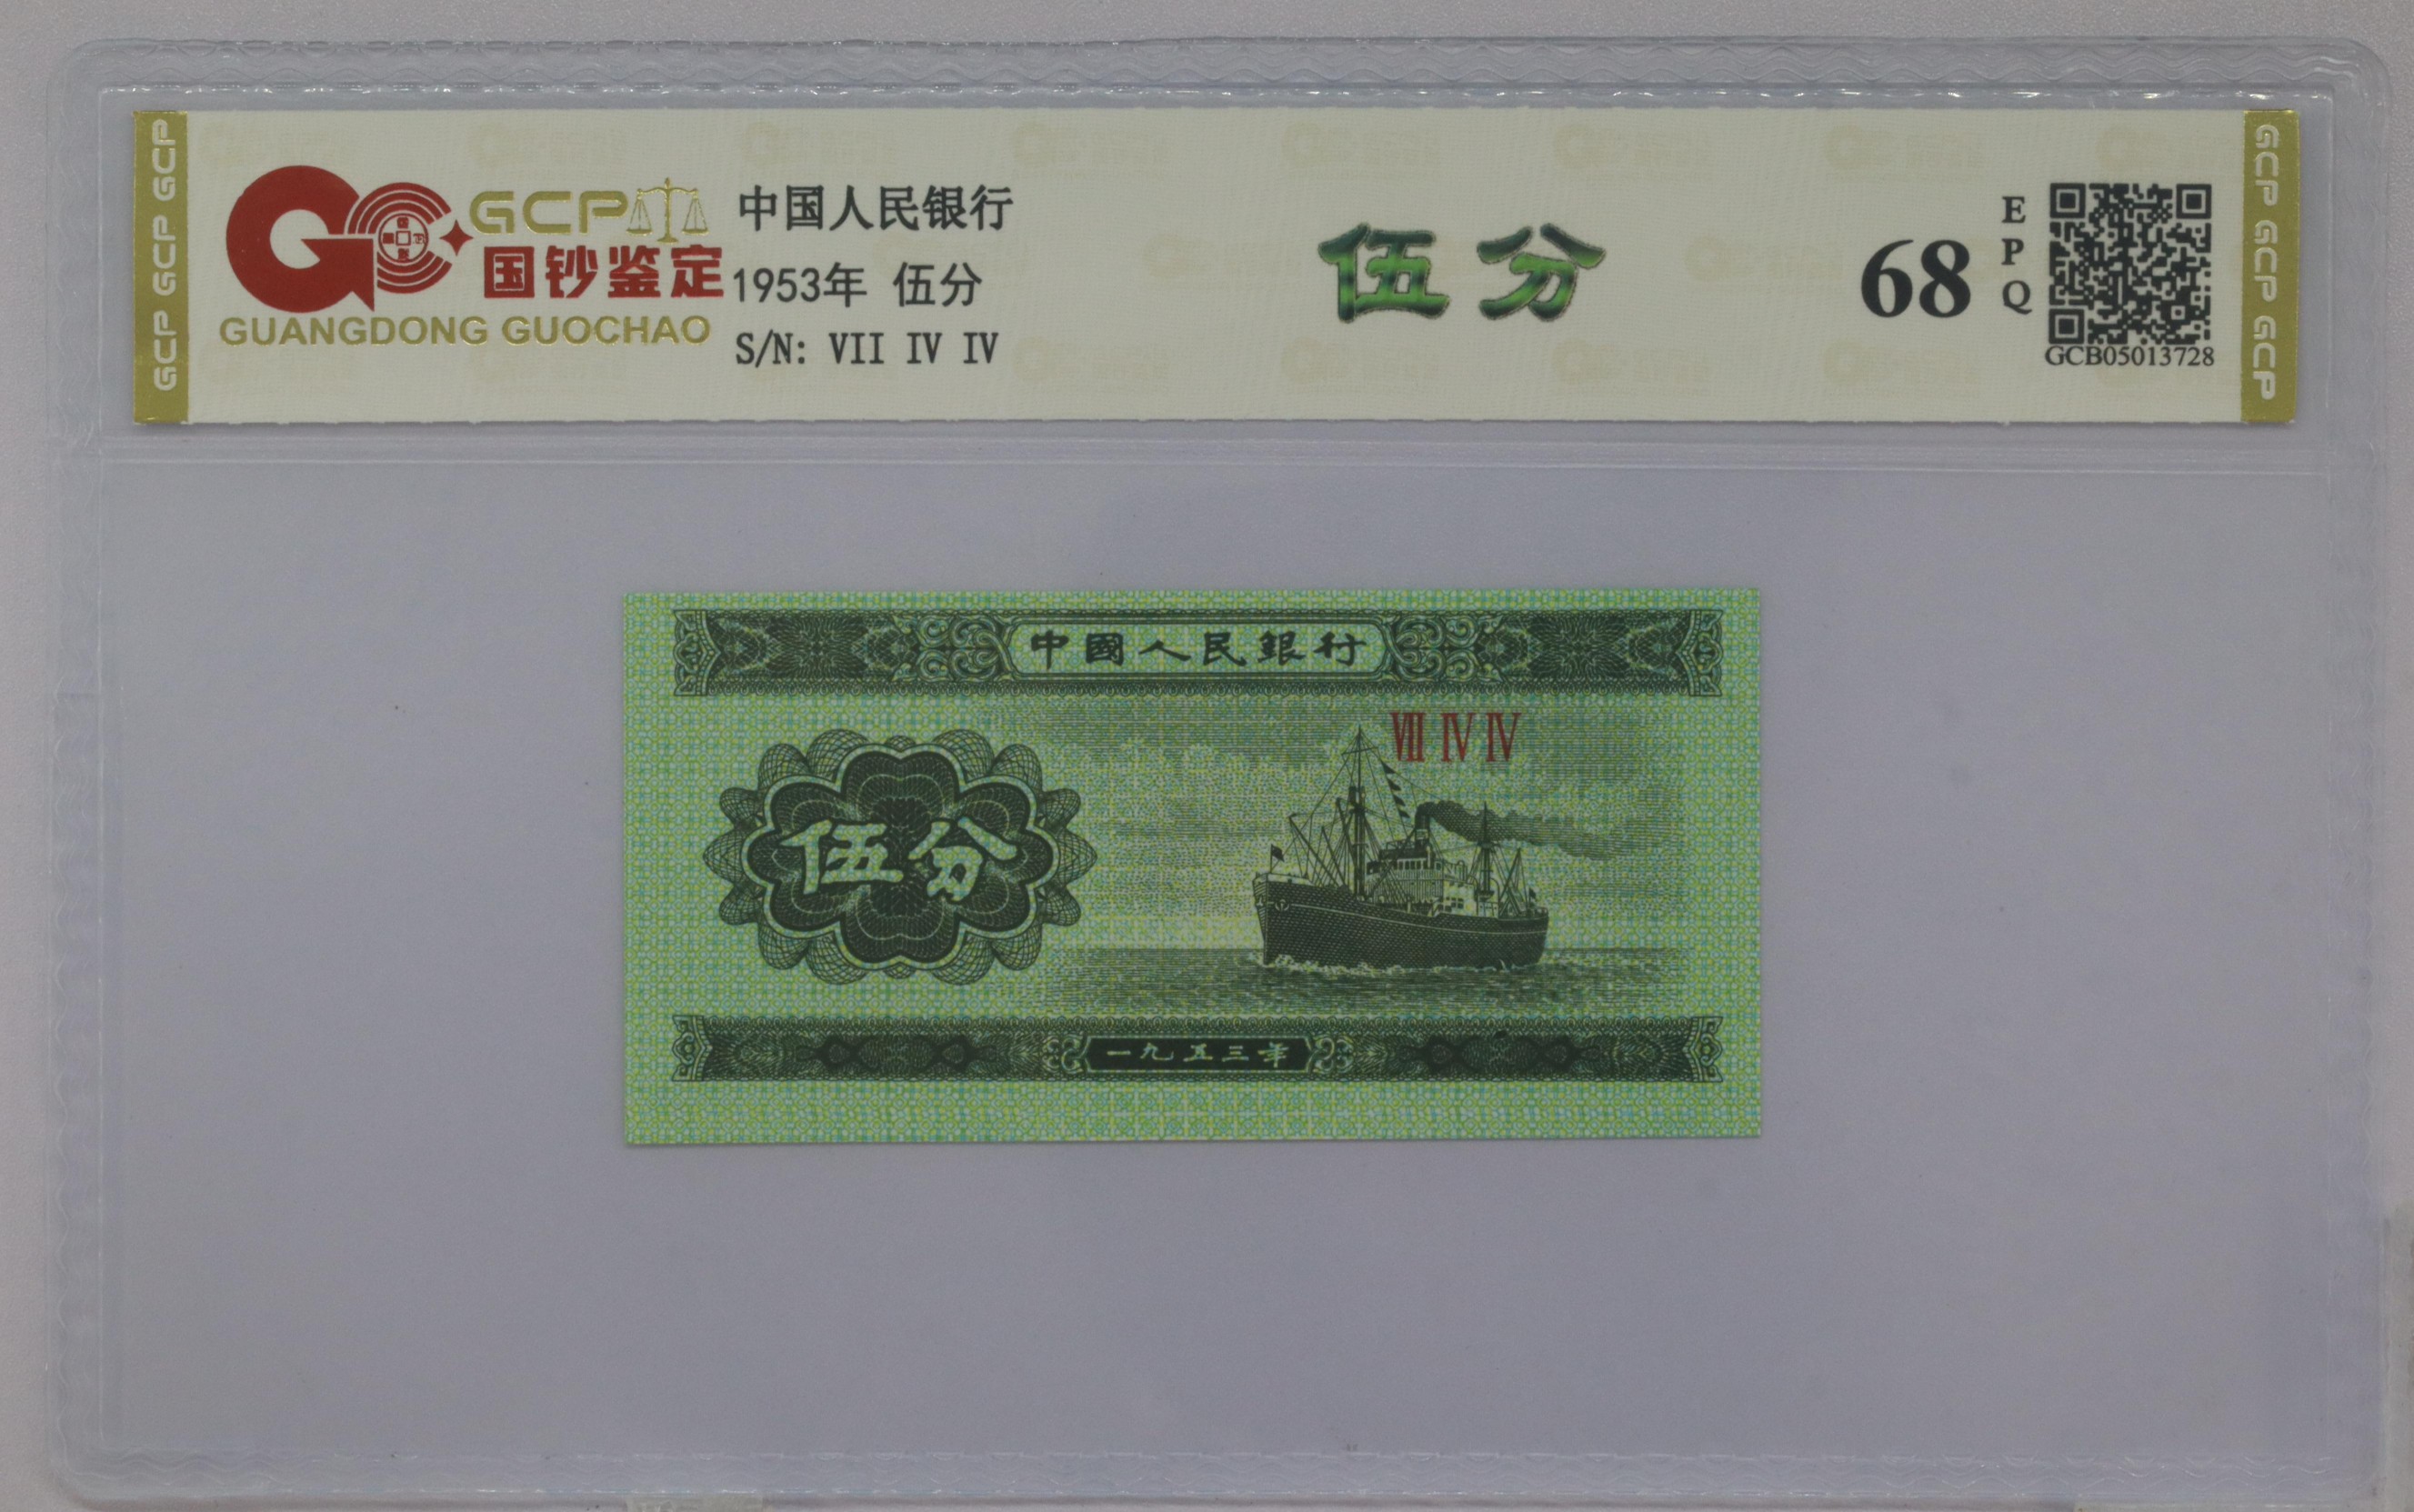 GCP GCP GCP
GCP
国钞鉴定
GUANGDONG GUOCHAO
中国人民银行
1953年 伍分
S/N: VII IV IV
伍分
68
EPQ
GCB05013728
GCP GCP GCP
中國人民銀行
VII IV IV
伍分
一九五三年